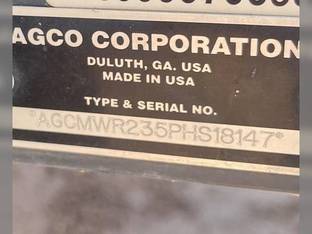 AGCO CORPORATION
DULUTH, GA. USA
MADE IN USA
TYPE & SERIAL NO.
*AGCMWR235PHS18147*